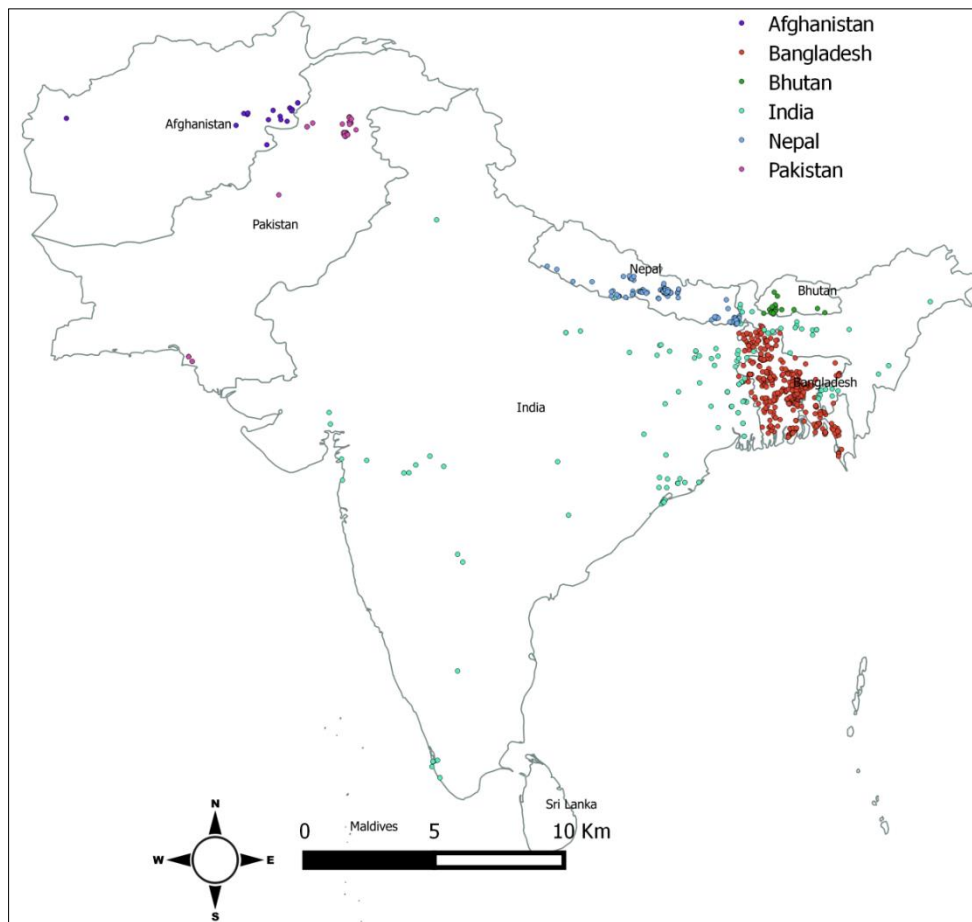 Afghanistan
Bangladesh
Bhutan
India
Nepal
Pakistan
Afghanistan
Pakistan
Nepal
Bhutan
Bangladesh
India
Sri Lanka
Maldives
0 5 10 Km
N
W E
S